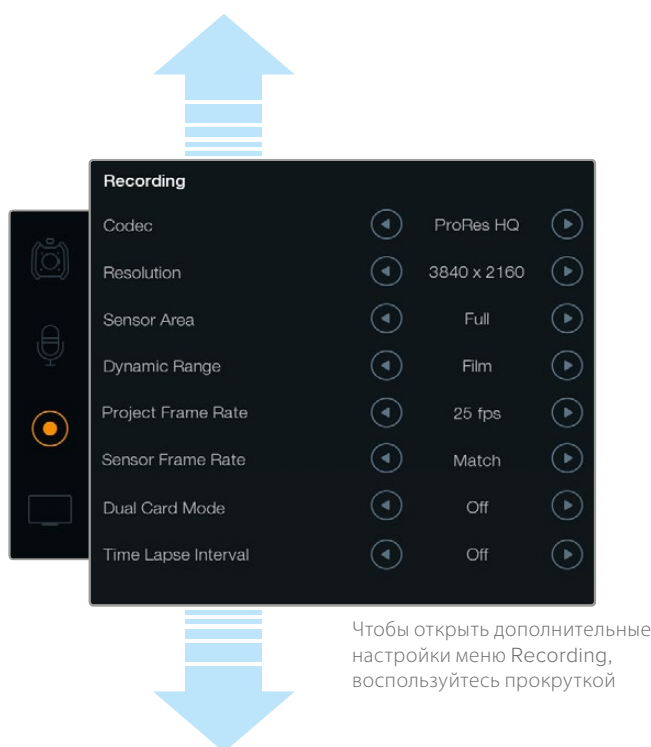 Recording
Codec ProRes HQ
Resolution 3840 x 2160
Sensor Area Full
Dynamic Range Film
Project Frame Rate 25 fps
Sensor Frame Rate Match
Dual Card Mode Off
Time Lapse Interval Off
Чтобы открыть дополнительные
настройки меню Recording,
воспользуйтесь прокруткой